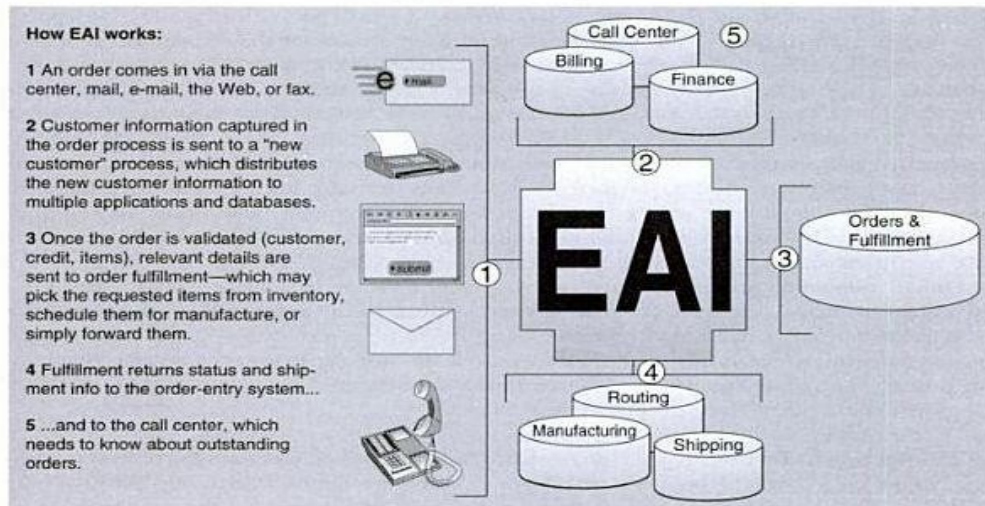 How EAI works:
1 An order comes in via the call
center, mail, e-mail, the Web, or fax.
2 Customer information captured in
the order process is sent to a "new
customer" process, which distributes
the new customer information to
multiple applications and databases.
3 Once the order is validated (customer,
credit, items), relevant details are
sent to order fulfillment—which may
pick the requested items from inventory,
schedule them for manufacture, or
simply forward them.
4 Fulfillment returns status and ship-
ment info to the order-entry system...
5 ...and to the call center, which
needs to know about outstanding
orders.
e mail
submit
1
Call Center
5
Billing
Finance
2
EAI
3
Orders &
Fulfillment
4
Routing
Manufacturing
Shipping